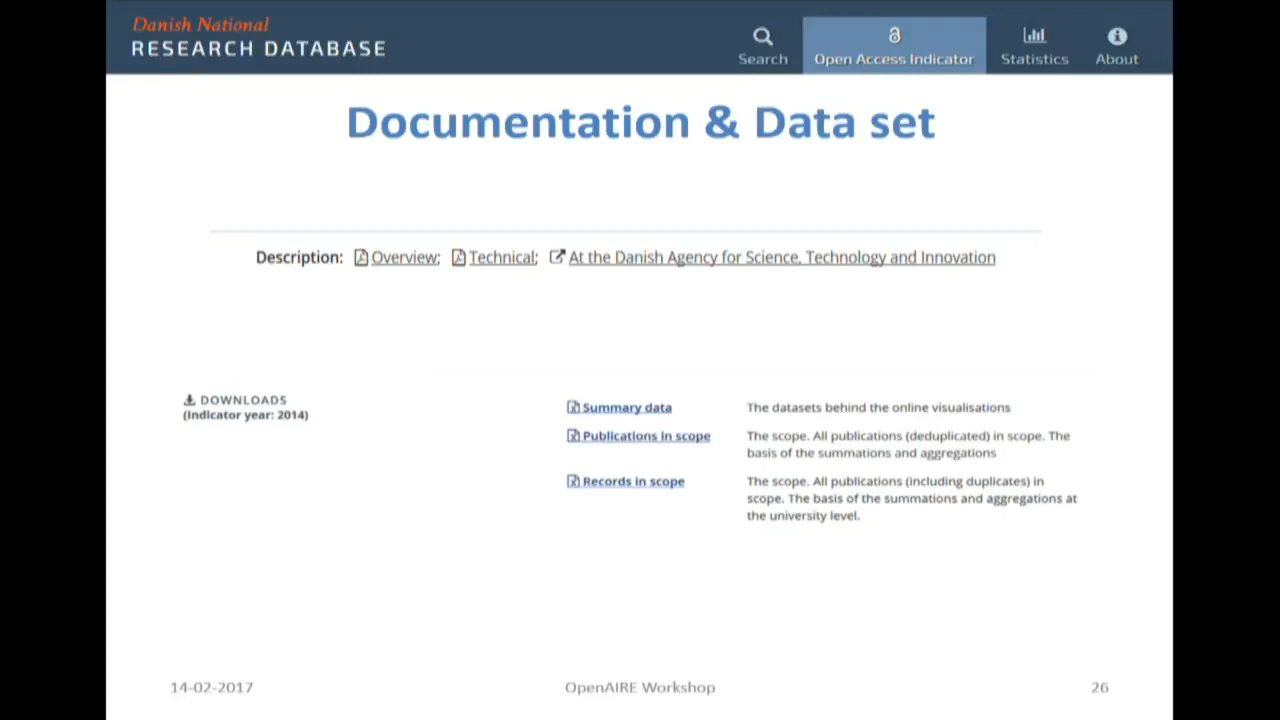 Danish National
RESEARCH DATABASE
Search
Open Access Indicator
Statistics
About
Documentation & Data set
Description: Overview; Technical; At the Danish Agency for Science, Technology and Innovation
DOWNLOADS
(Indicator year: 2014)
Summary data
The datasets behind the online visualisations
Publications in scope
The scope. All publications (deduplicated) in scope. The
basis of the summations and aggregations
Records in scope
The scope. All publications (including duplicates) in
scope. The basis of the summations and aggregations at
the university level.
14-02-2017
OpenAIRE Workshop
26